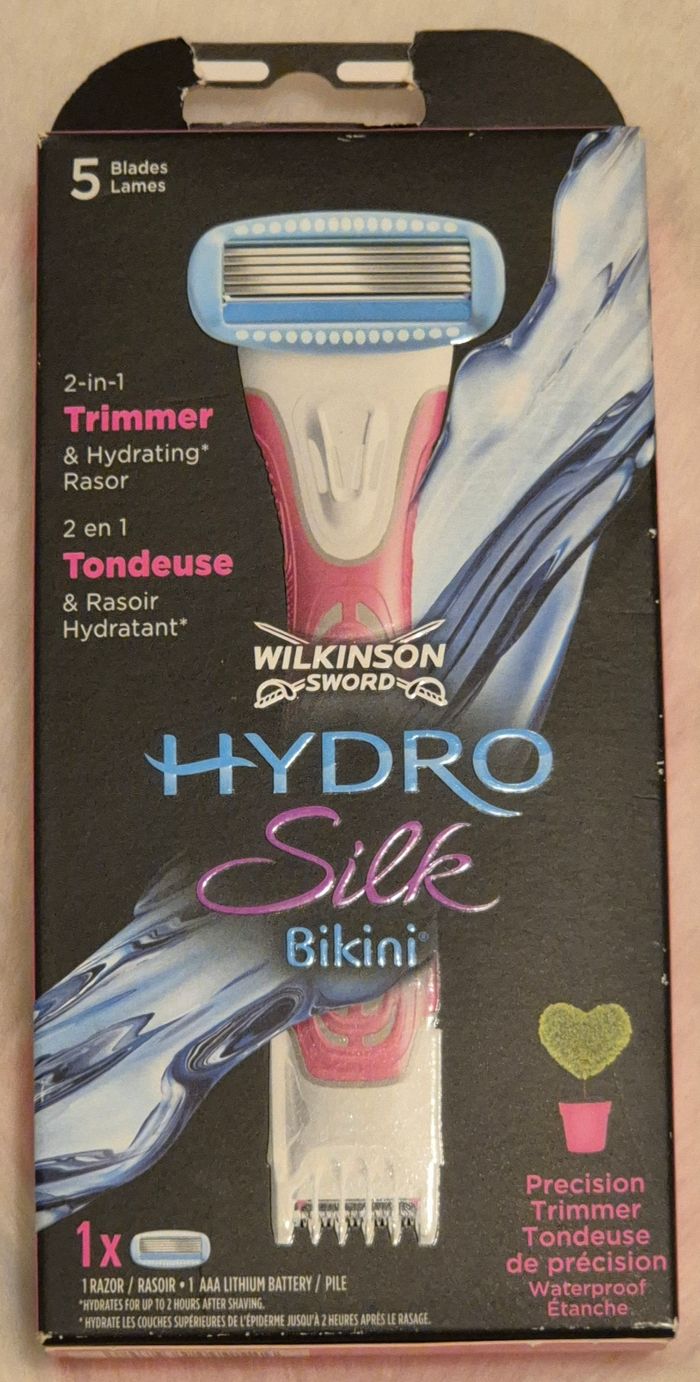 5 Blades
Lames
2-in-1
Trimmer
& Hydrating*
Rasor
2 en 1
Tondeuse
& Rasoir
Hydratant*
WILKINSON
SWORD
HYDRO
Silk
Bikini®
Precision
Trimmer
Tondeuse
de précision
Waterproof
Étanche
1x
1 RAZOR / RASOIR • 1 AAA LITHIUM BATTERY / PILE
*HYDRATES FOR UP TO 2 HOURS AFTER SHAVING.
* HYDRATE LES COUCHES SUPÉRIEURES DE L'ÉPIDERME JUSQU'À 2 HEURES APRÈS LE RASAGE.